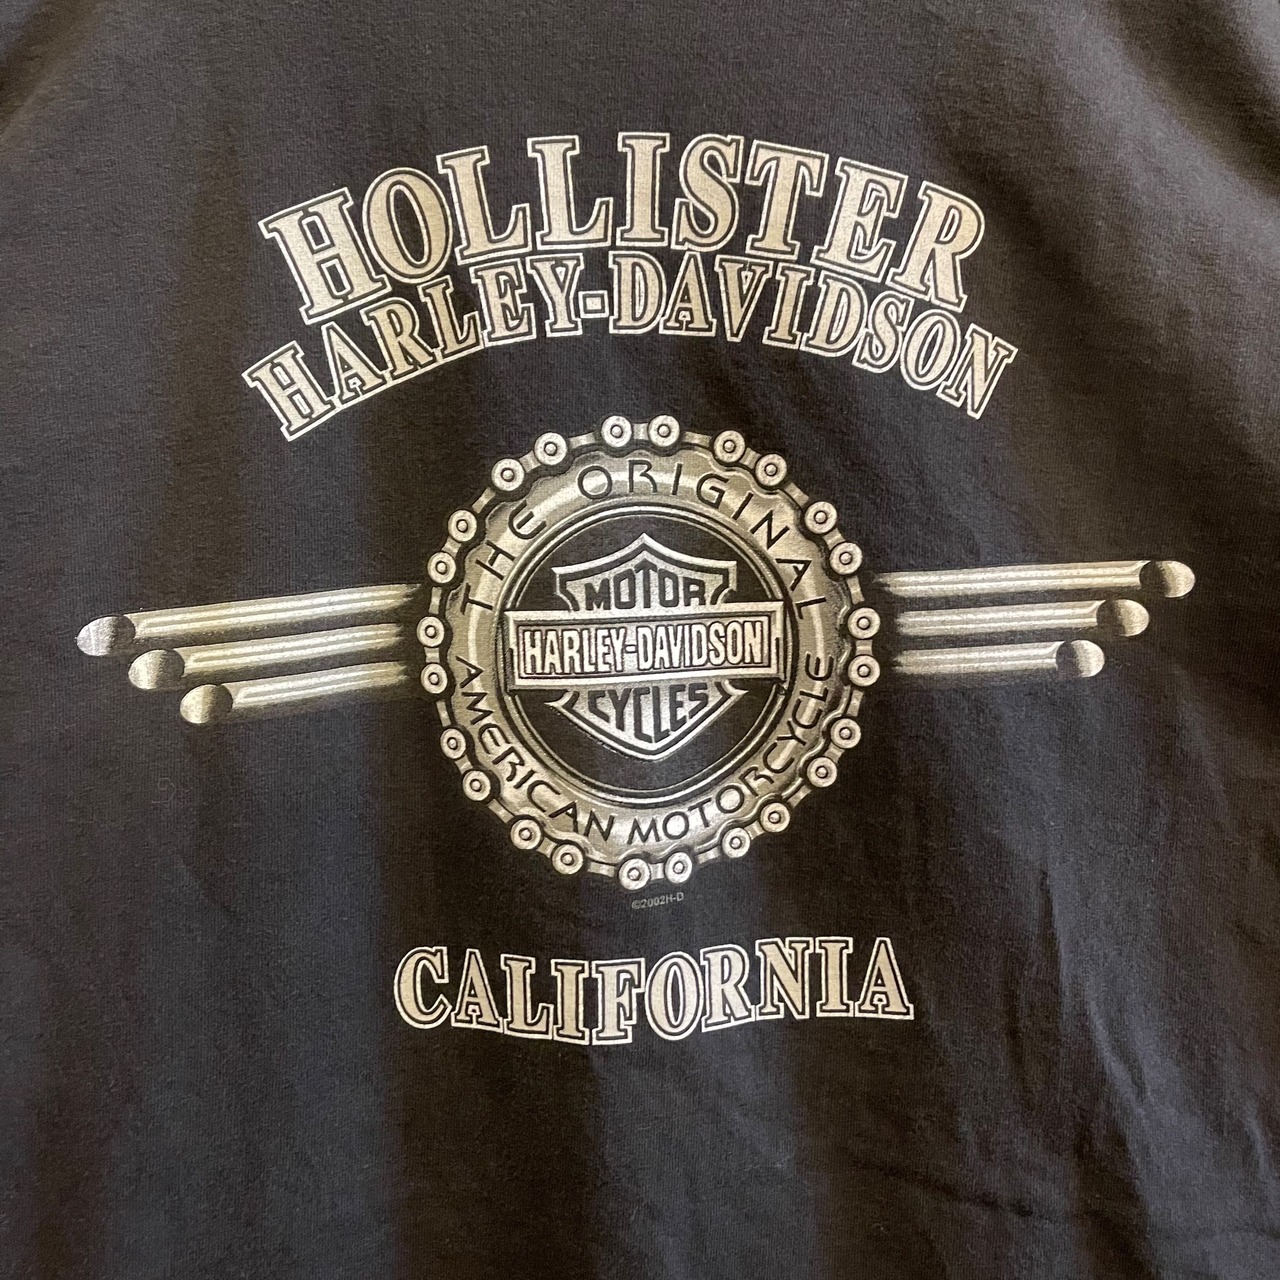 HOLLISTER
HARLEY-DAVIDSON
THE ORIGINAL
MOTOR
HARLEY-DAVIDSON
CYCLES
AMERICAN MOTORCYCLE
©2002H-D
CALIFORNIA